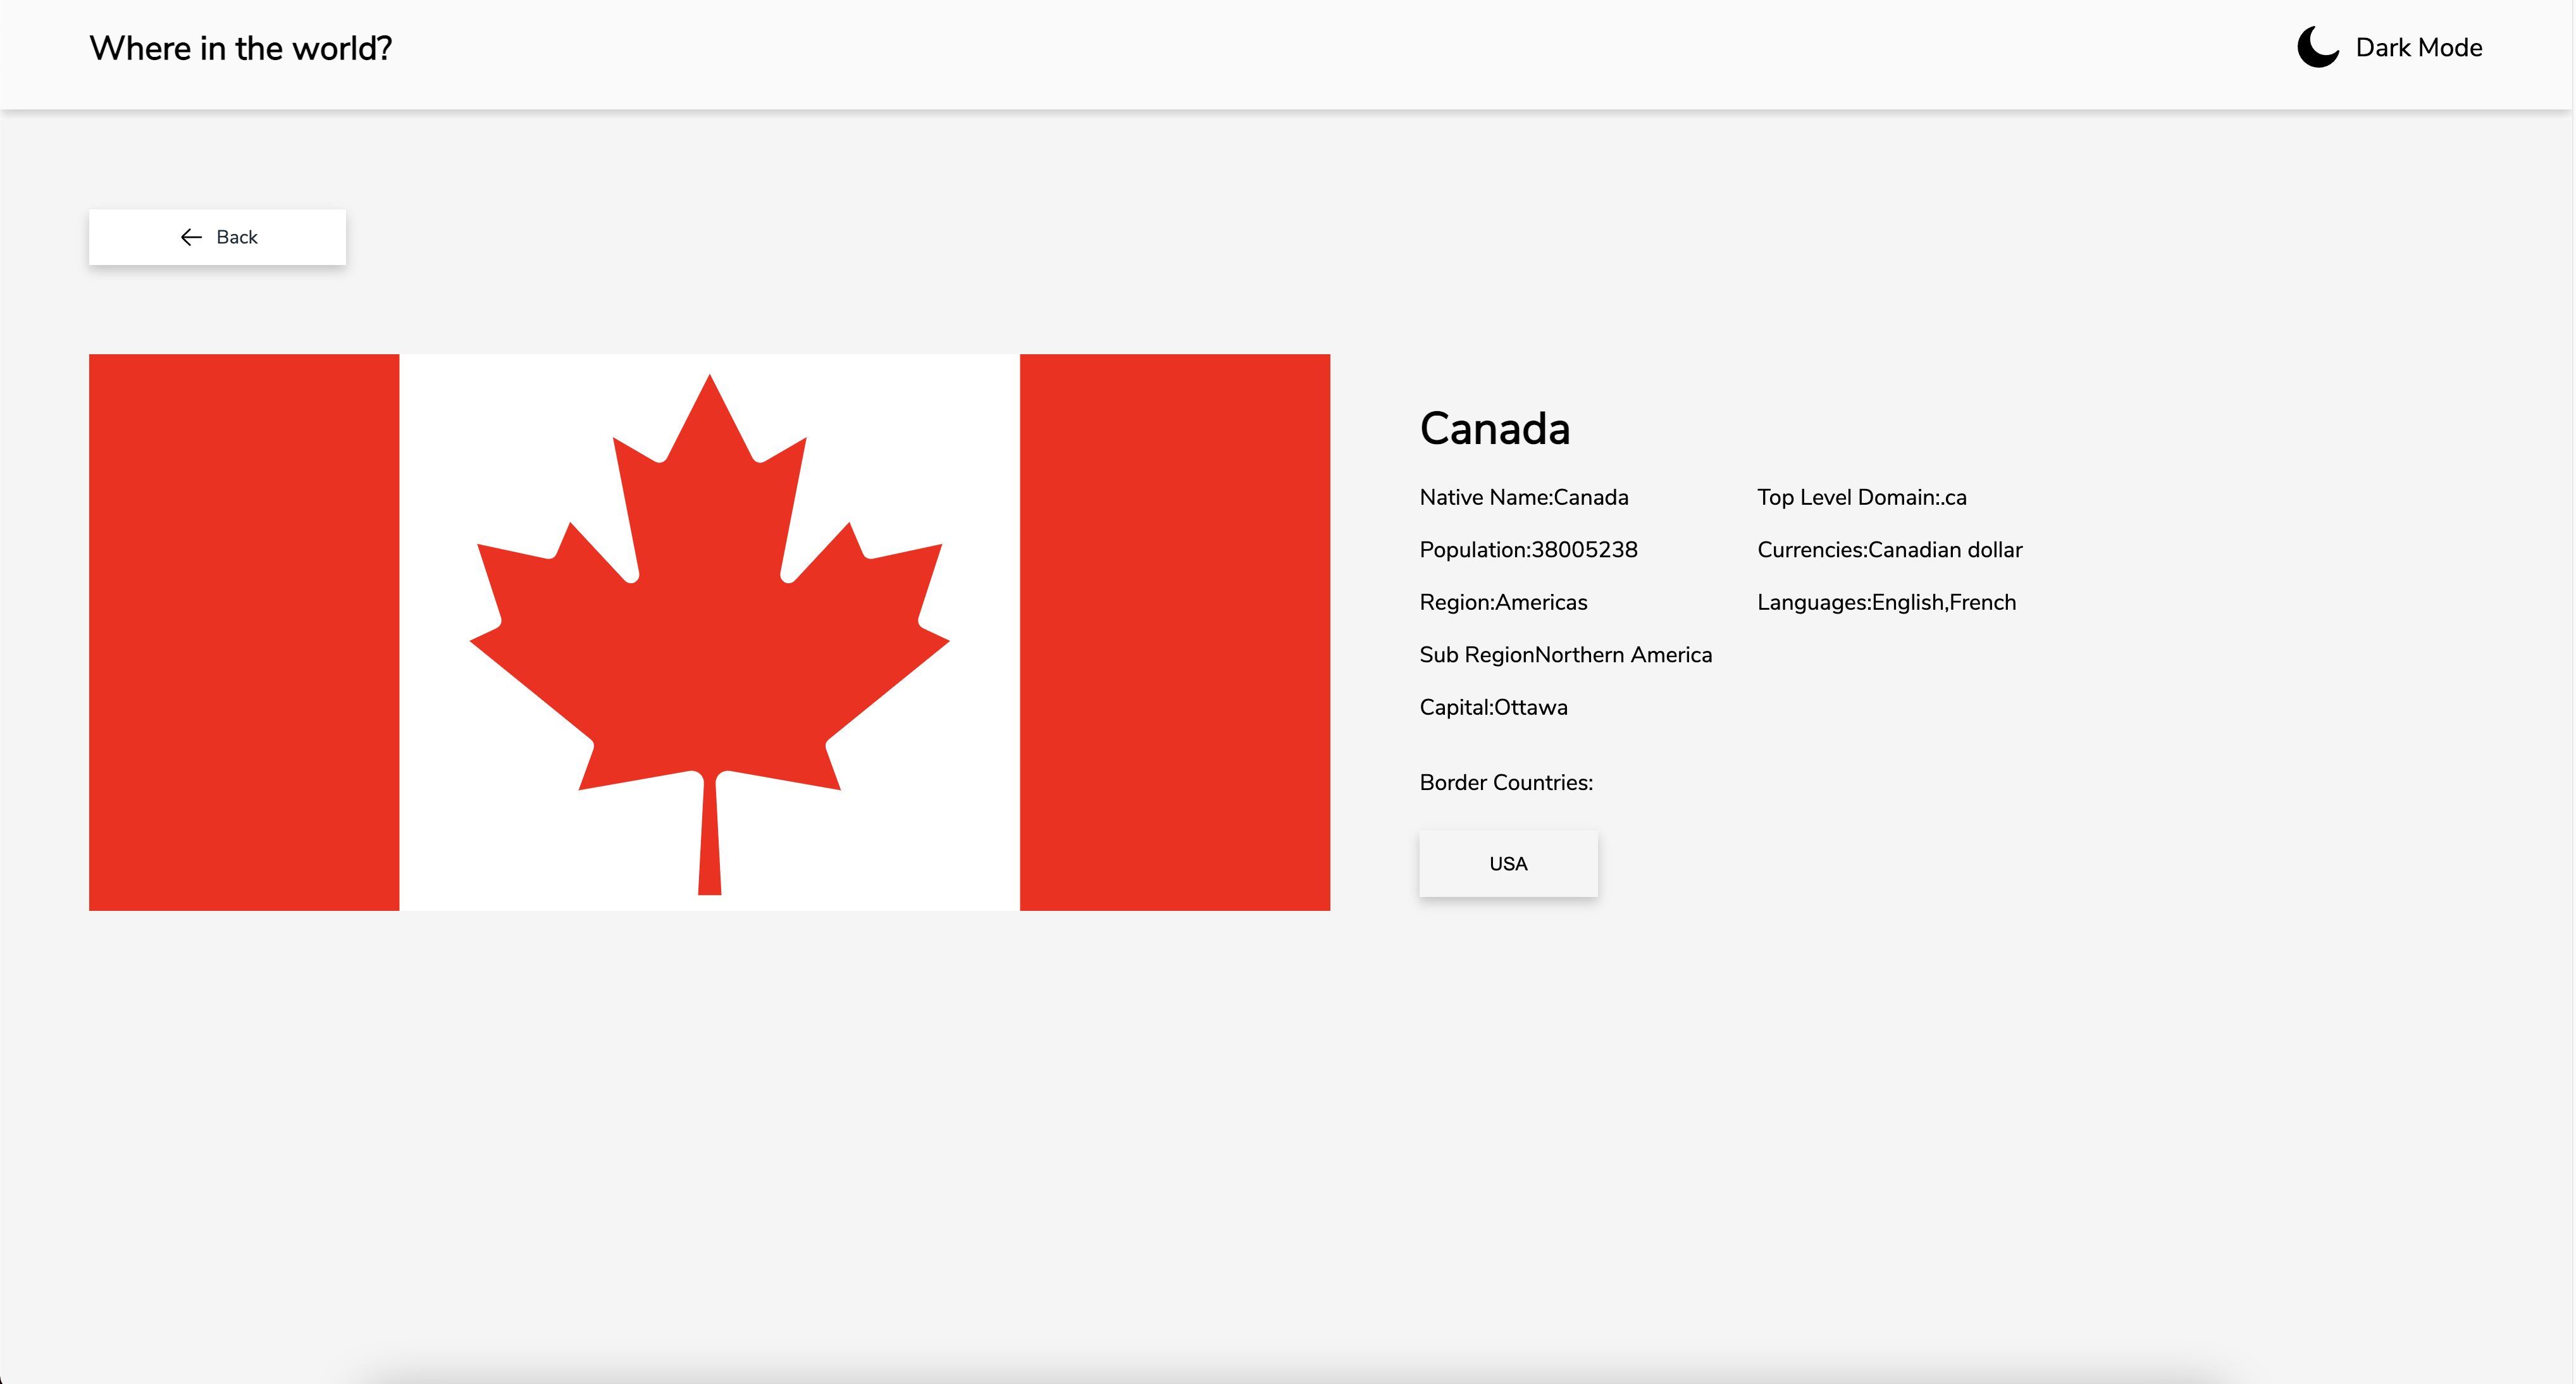 Where in the world?
Dark Mode
Back
Canada
Native Name:Canada
Population:38005238
Region:Americas
Sub RegionNorthern America
Capital:Ottawa
Top Level Domain:.ca
Currencies:Canadian dollar
Languages:English,French
Border Countries:
USA